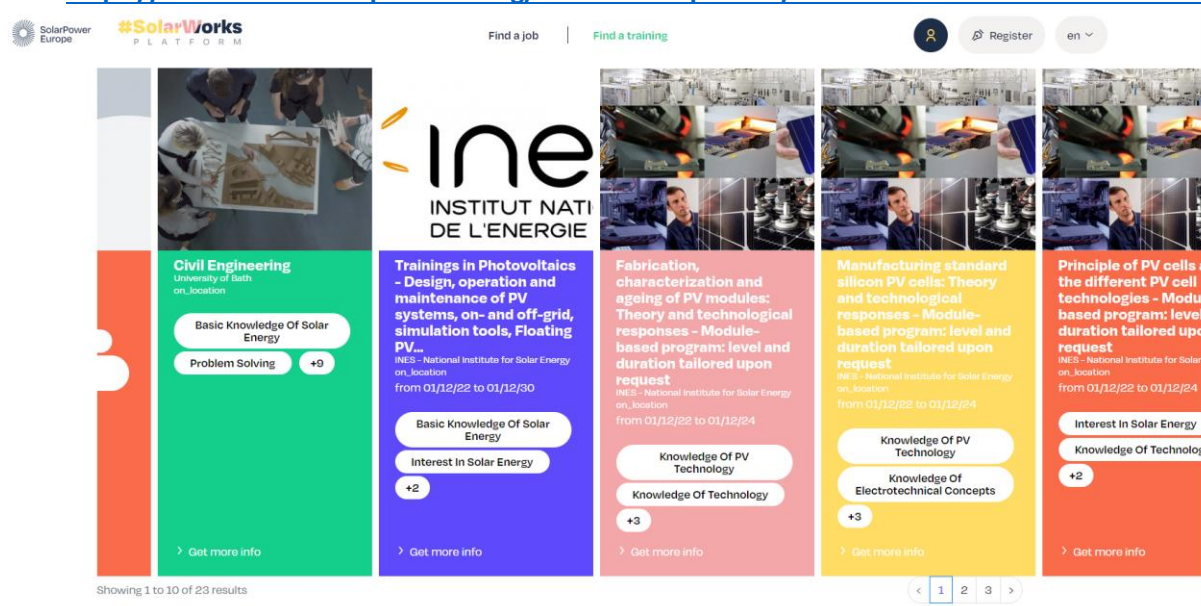 SolarPower
Europe
#SolarWorks
PLATFORM
Find a job
Find a training
Register
en
ine
INSTITUT NATI
DE L'ENERGIE
Civil Engineering
University of Bath
on_location
Basic Knowledge Of Solar
Energy
Problem Solving
+9
> Get more info
Trainings in Photovoltaics
- Design, operation and
maintenance of PV
systems, on- and off-grid,
simulation tools, Floating
PV...
INES - National Institute for Solar Energy
on_location
from 01/12/22 to 01/12/30
Basic Knowledge Of Solar
Energy
Interest In Solar Energy
+2
> Get more info
Fabrication,
characterization and
ageing of PV modules:
Theory and technological
responses - Module-
based program: level and
duration tailored upon
request
INES - National Institute for Solar Energy
on_location
from 01/12/22 to 01/12/24
Knowledge Of PV
Technology
Knowledge Of Technology
+3
> Get more info
Manufacturing standard
silicon PV cells: Theory
and technological
responses - Module-
based program: level and
duration tailored upon
request
INES - National Institute for Solar Energy
on_location
from 01/12/22 to 01/12/24
Knowledge Of PV
Technology
Knowledge Of
Electrotechnical Concepts
+3
> Get more info
Principle of PV cells
the different PV cell
technologies - Modu
based program: leve
duration tailored upo
request
INES - National Institute for Solar
on_location
from 01/12/22 to 01/12/24
Interest In Solar Energy
Knowledge Of Technolog
+2
> Get more info
Showing 1 to 10 of 23 results
< 1 2 3 >